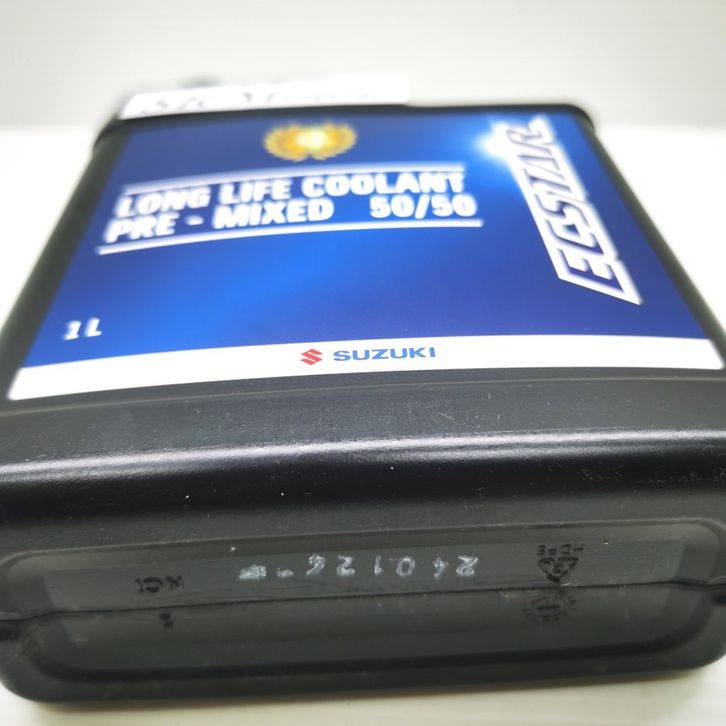 LONG LIFE COOLANT
PRE - MIXED 50/50
ECSTAR
1L
SUZUKI